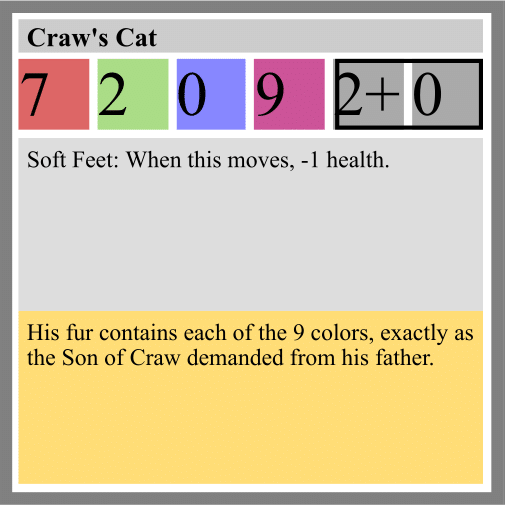 Craw's Cat
7 2 0 9 2+ 0
Soft Feet: When this moves, -1 health.
His fur contains each of the 9 colors, exactly as
the Son of Craw demanded from his father.